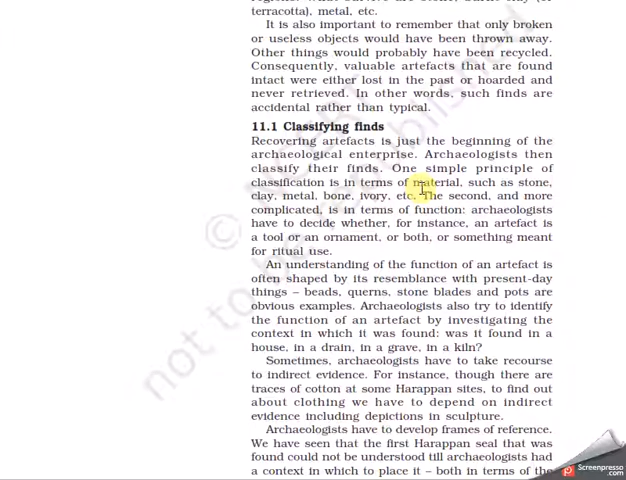 terracotta), metal, etc.
It is also important to remember that only broken
or useless objects would have been thrown away.
Other things would probably have been recycled.
Consequently, valuable artefacts that are found
intact were either lost in the past or hoarded and
never retrieved. In other words, such finds are
accidental rather than typical.
11.1 Classifying finds
Recovering artefacts is just the beginning of the
archaeological enterprise. Archaeologists then
classify their finds. One simple principle of
classification is in terms of material, such as stone,
clay, metal, bone, ivory, etc. The second, and more
complicated, is in terms of function: archaeologists
have to decide whether, for instance, an artefact is
a tool or an ornament, or both, or something meant
for ritual use.
An understanding of the function of an artefact is
often shaped by its resemblance with present-day
things – beads, querns, stone blades and pots are
obvious examples. Archaeologists also try to identify
the function of an artefact by investigating the
context in which it was found: was it found in a
house, in a drain, in a grave, in a kiln?
Sometimes, archaeologists have to take recourse
to indirect evidence. For instance, though there are
traces of cotton at some Harappan sites, to find out
about clothing we have to depend on indirect
evidence including depictions in sculpture.
Archaeologists have to develop frames of reference.
We have seen that the first Harappan seal that was
found could not be understood till archaeologists had
a context in which to place it – both in terms of the
© NCERT
not to be republished
Screenpresso